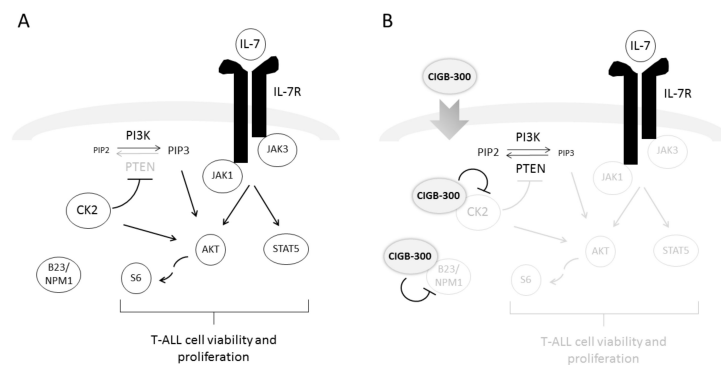 A
IL-7
IL-7R
PI3K
PIP2
PIP3
PTEN
JAK3
JAK1
CK2
AKT
STAT5
B23/
NPM1
S6
T-ALL cell viability and
proliferation
B
IL-7
CIGB-300
IL-7R
PI3K
PIP2
PIP3
PTEN
JAK3
JAK1
CIGB-300
CK2
CIGB-300
AKT
STAT5
B23/
NPM1
S6
T-ALL cell viability and
proliferation